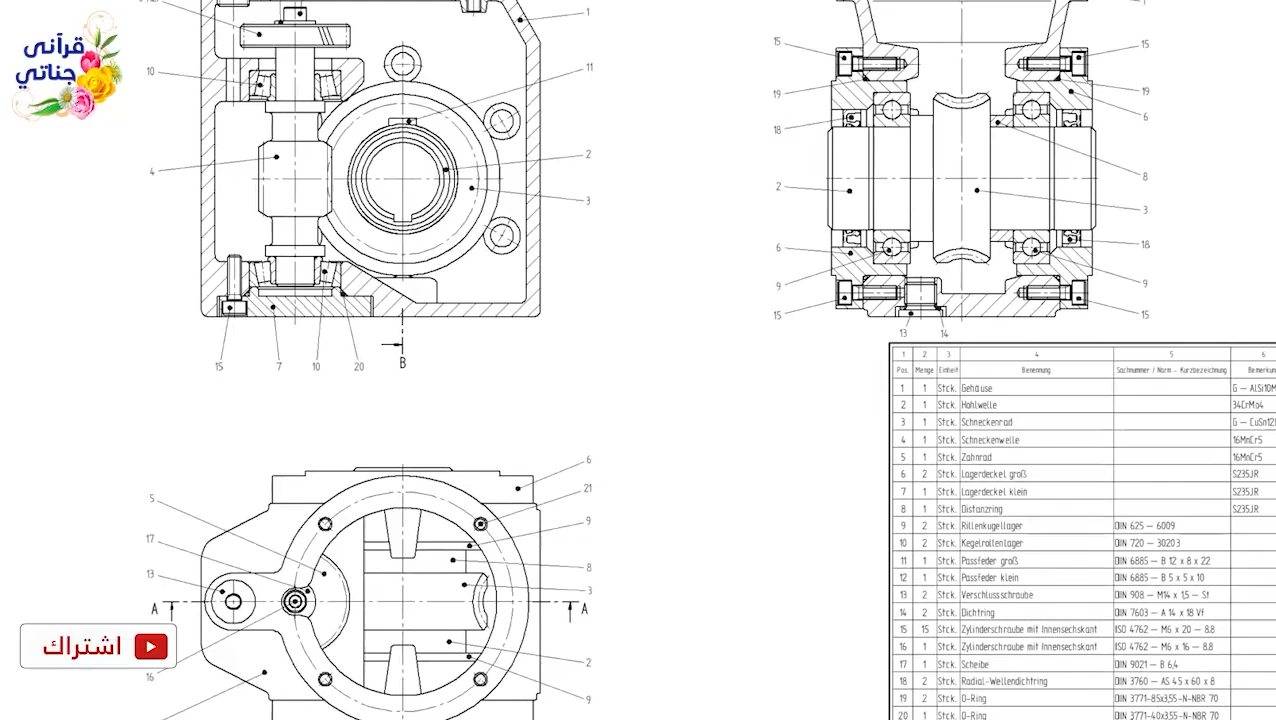 قرآنى
جناتي
1
10
11
4
2
3
15
7
10
20
B
15
15
19
19
6
18
8
2
3
6
18
9
9
15
15
13
14
6
5
21
17
9
13
8
3
A
A
16
2
9
اشتراك
1 2 3 4 5 6
Pos. Menge Einheit Benennung Sachnummer / Norm - Kurzbezeichnung
1 1 Stck. Gehäuse G - AlSi10M
2 1 Stck. Hohlwelle 34CrMo4
3 1 Stck. Schneckenrad G - CuSn12
4 1 Stck. Schneckenwelle 16MnCr5
5 1 Stck. Zahnrad 16MnCr5
6 2 Stck. Lagerdeckel groß S235JR
7 1 Stck. Lagerdeckel klein S235JR
8 1 Stck. Distanzring S235JR
9 2 Stck. Rillenkugellager DIN 625 - 6009
10 2 Stck. Kegelrollenlager DIN 720 - 30203
11 1 Stck. Passfeder groß DIN 6885 - B 12 x 8 x 22
12 1 Stck. Passfeder klein DIN 6885 - B 5 x 5 x 10
13 2 Stck. Verschlussschraube DIN 908 - M14 x 1,5 - St
14 2 Stck. Dichtring DIN 7603 - A 14 x 18 Vf
15 15 Stck. Zylinderschraube mit Innensechskant ISO 4762 - M6 x 20 - 8.8
16 1 Stck. Zylinderschraube mit Innensechskant ISO 4762 - M6 x 16 - 8.8
17 1 Stck. Scheibe DIN 9021 - B 6,4
18 2 Stck. Radial-Wellendichtring DIN 3760 - AS 45 x 60 x 8
19 2 Stck. O-Ring DIN 3771-85x3,55-N-NBR 70
20 1 Stck. O-Ring DIN 3771-40x3,55-N-NBR 70